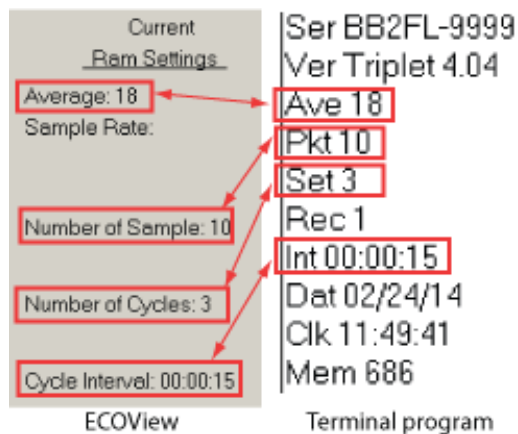 Current
Ram Settings
Average: 18
Sample Rate:
Number of Sample: 10
Number of Cycles: 3
Cycle Interval: 00:00:15
ECOView
Ser BB2FL-9999
Ver Triplet 4.04
Ave 18
Pkt 10
Set 3
Rec 1
Int 00:00:15
Dat 02/24/14
Clk 11:49:41
Mem 686
Terminal program